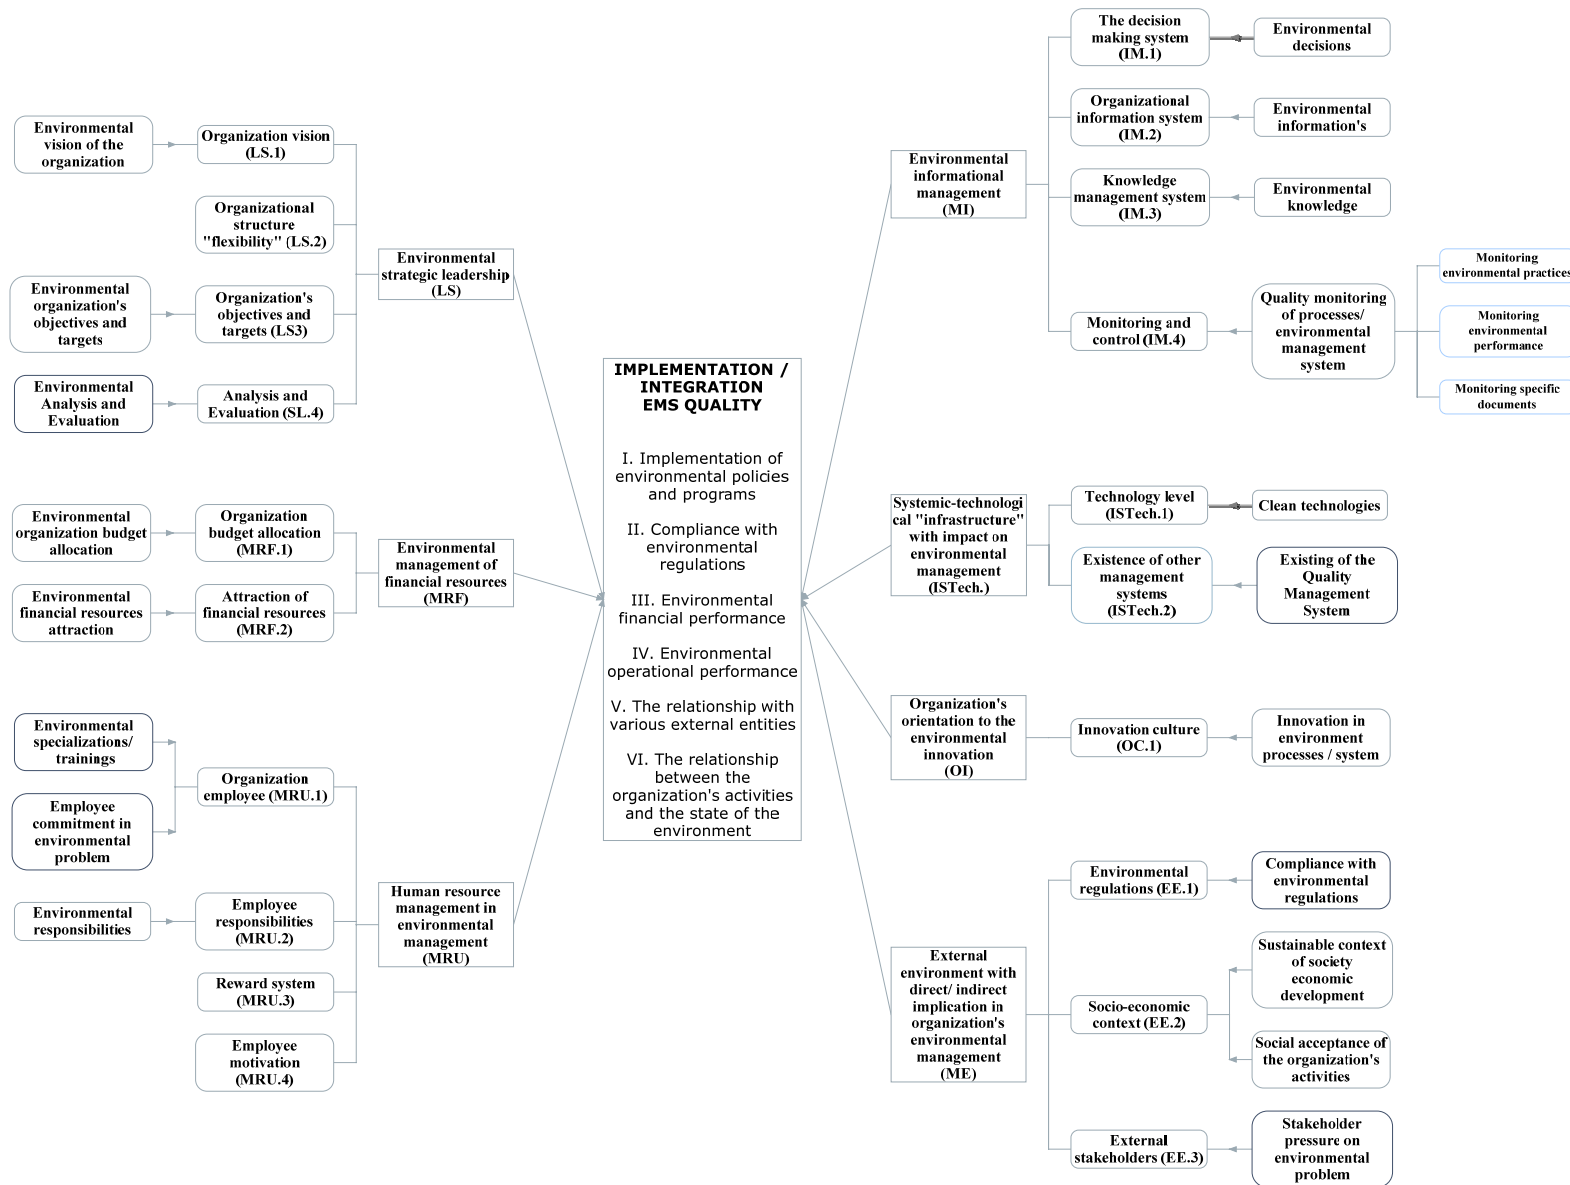 Environmental
vision of the
organization
Organization vision
(LS.1)
Organizational
structure
"flexibility" (LS.2)
Environmental
organization's
objectives and
targets
Organization's
objectives and
targets (LS3)
Environmental
Analysis and
Evaluation
Analysis and
Evaluation (SL.4)
Environmental
strategic leadership
(LS)
Environmental
organization budget
allocation
Organization
budget allocation
(MRF.1)
Environmental
financial resources
attraction
Attraction of
financial resources
(MRF.2)
Environmental
management of
financial resources
(MRF)
Environmental
specializations/
trainings
Employee
commitment in
environmental
problem
Organization
employee (MRU.1)
Environmental
responsibilities
Employee
responsibilities
(MRU.2)
Reward system
(MRU.3)
Employee
motivation
(MRU.4)
Human resource
management in
environmental
management
(MRU)
IMPLEMENTATION /
INTEGRATION
EMS QUALITY
I. Implementation of
environmental policies
and programs
II. Compliance with
environmental
regulations
III. Environmental
financial performance
IV. Environmental
operational performance
V. The relationship with
various external entities
VI. The relationship
between the
organization's activities
and the state of the
environment
Environmental
informational
management
(MI)
The decision
making system
(IM.1)
Environmental
decisions
Organizational
information system
(IM.2)
Environmental
information's
Knowledge
management system
(IM.3)
Environmental
knowledge
Monitoring and
control (IM.4)
Quality monitoring
of processes/
environmental
management
system
Monitoring
environmental practices
Monitoring
environmental
performance
Monitoring specific
documents
Systemic-technologi
cal "infrastructure"
with impact on
environmental
management
(ISTech.)
Technology level
(ISTech.1)
Clean technologies
Existence of other
management
systems
(ISTech.2)
Existing of the
Quality
Management
System
Organization's
orientation to the
environmental
innovation
(OI)
Innovation culture
(OC.1)
Innovation in
environment
processes / system
External
environment with
direct/ indirect
implication in
organization's
environmental
management
(ME)
Environmental
regulations (EE.1)
Compliance with
environmental
regulations
Socio-economic
context (EE.2)
Sustainable context
of society
economic
development
Social acceptance of
the organization's
activities
External
stakeholders (EE.3)
Stakeholder
pressure on
environmental
problem